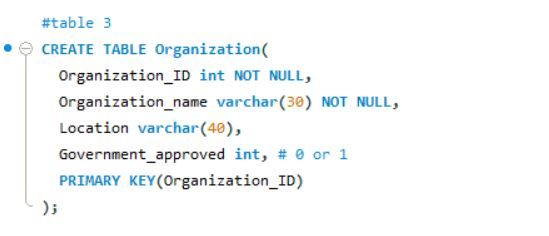 #table 3
CREATE TABLE Organization(
Organization_ID int NOT NULL,
Organization_name varchar(30) NOT NULL,
Location varchar(40),
Government_approved int, # 0 or 1
PRIMARY KEY(Organization_ID)
);